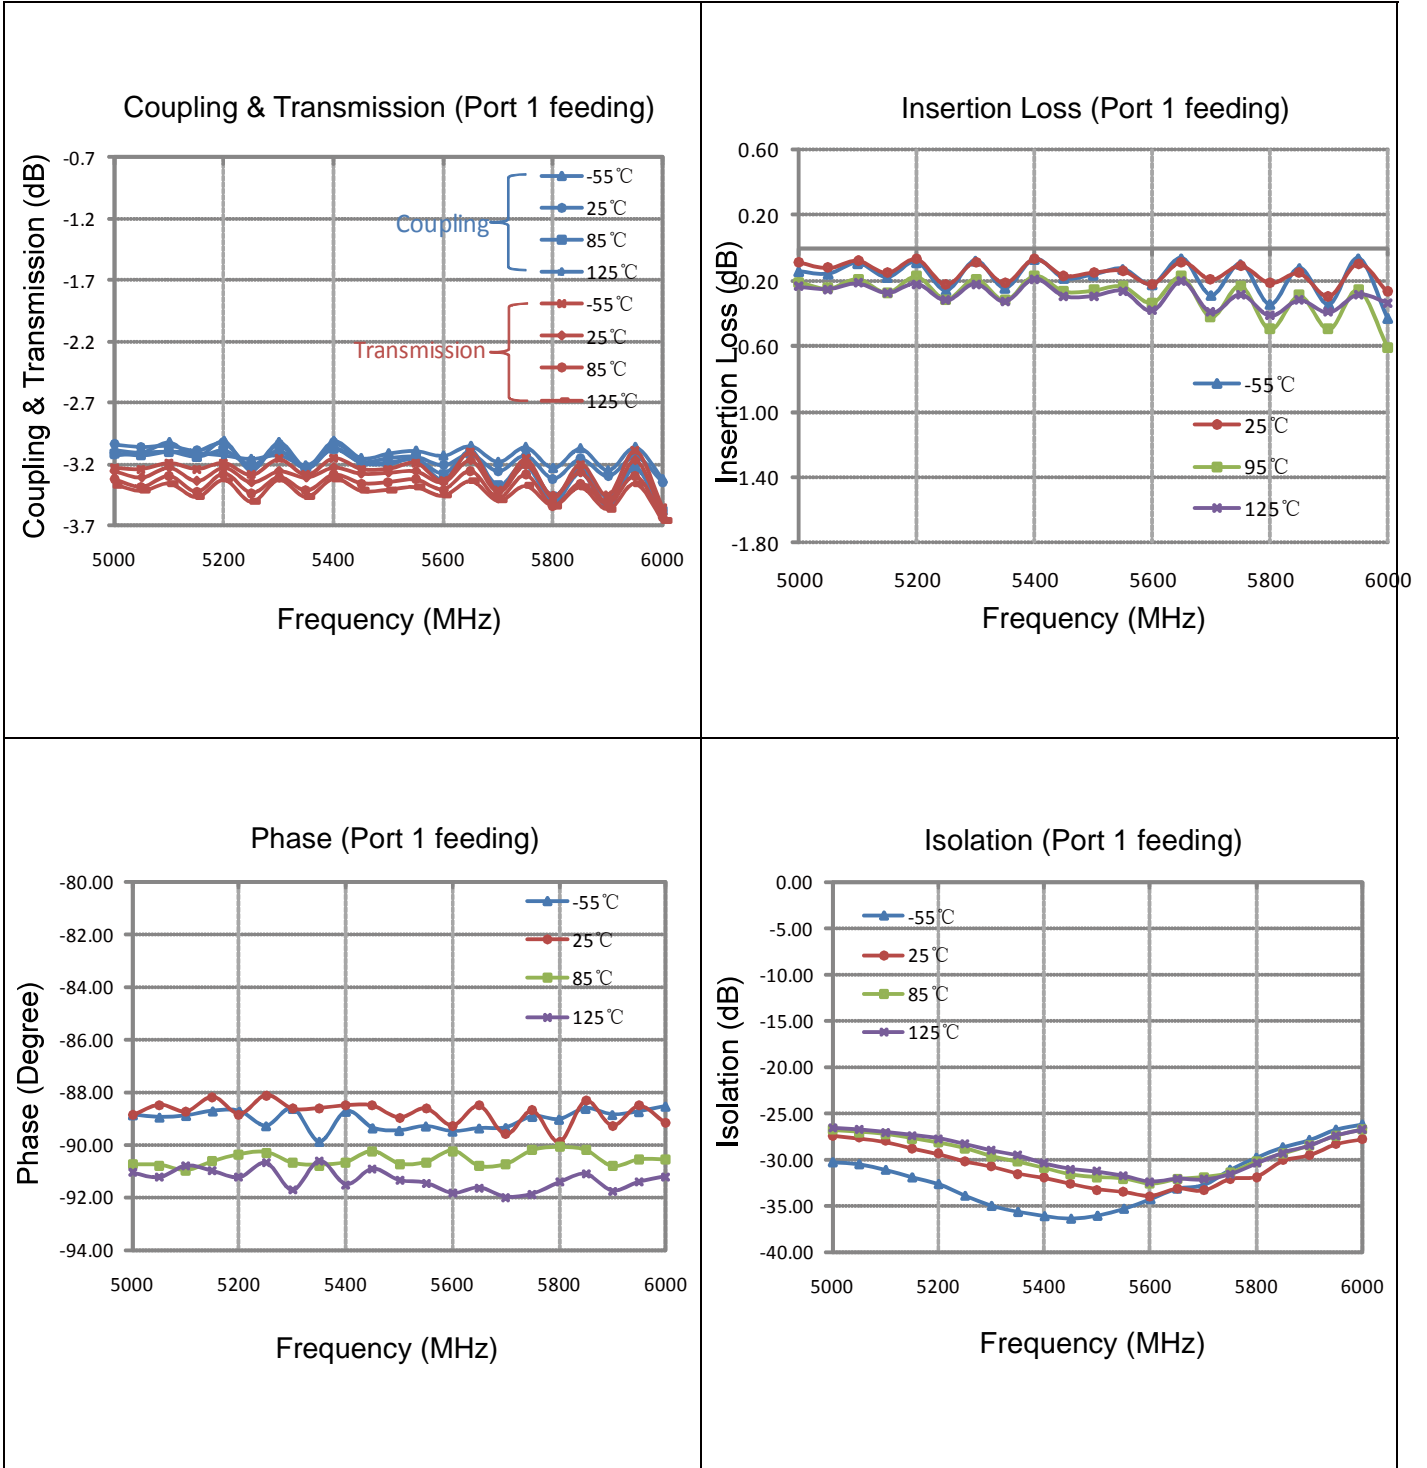 Coupling & Transmission (Port 1 feeding)
Coupling & Transmission (dB)
-0.7
-1.2
-1.7
-2.2
-2.7
-3.2
-3.7
-55℃
25℃
85℃
125℃
Coupling
-55℃
25℃
85℃
125℃
Transmission
5000 5200 5400 5600 5800 6000
Frequency (MHz)
Insertion Loss (Port 1 feeding)
Insertion Loss (dB)
0.60
0.20
-0.20
-0.60
-1.00
-1.40
-1.80
-55℃
25℃
95℃
125℃
5000 5200 5400 5600 5800 6000
Frequency (MHz)
Phase (Port 1 feeding)
Phase (Degree)
-80.00
-82.00
-84.00
-86.00
-88.00
-90.00
-92.00
-94.00
-55℃
25℃
85℃
125℃
5000 5200 5400 5600 5800 6000
Frequency (MHz)
Isolation (Port 1 feeding)
Isolation (dB)
0.00
-5.00
-10.00
-15.00
-20.00
-25.00
-30.00
-35.00
-40.00
-55℃
25℃
85℃
125℃
5000 5200 5400 5600 5800 6000
Frequency (MHz)